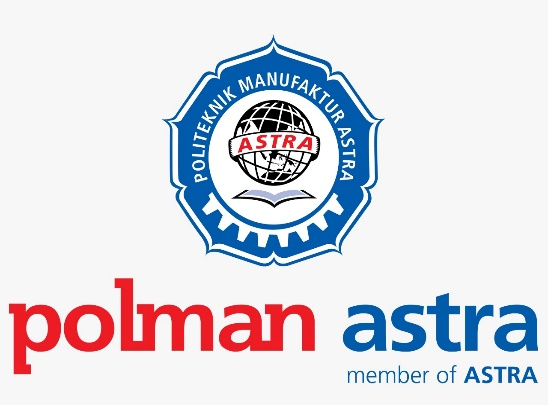 POLITEKNIK MANUFAKTUR ASTRA
ASTRA
polman astra
member of ASTRA